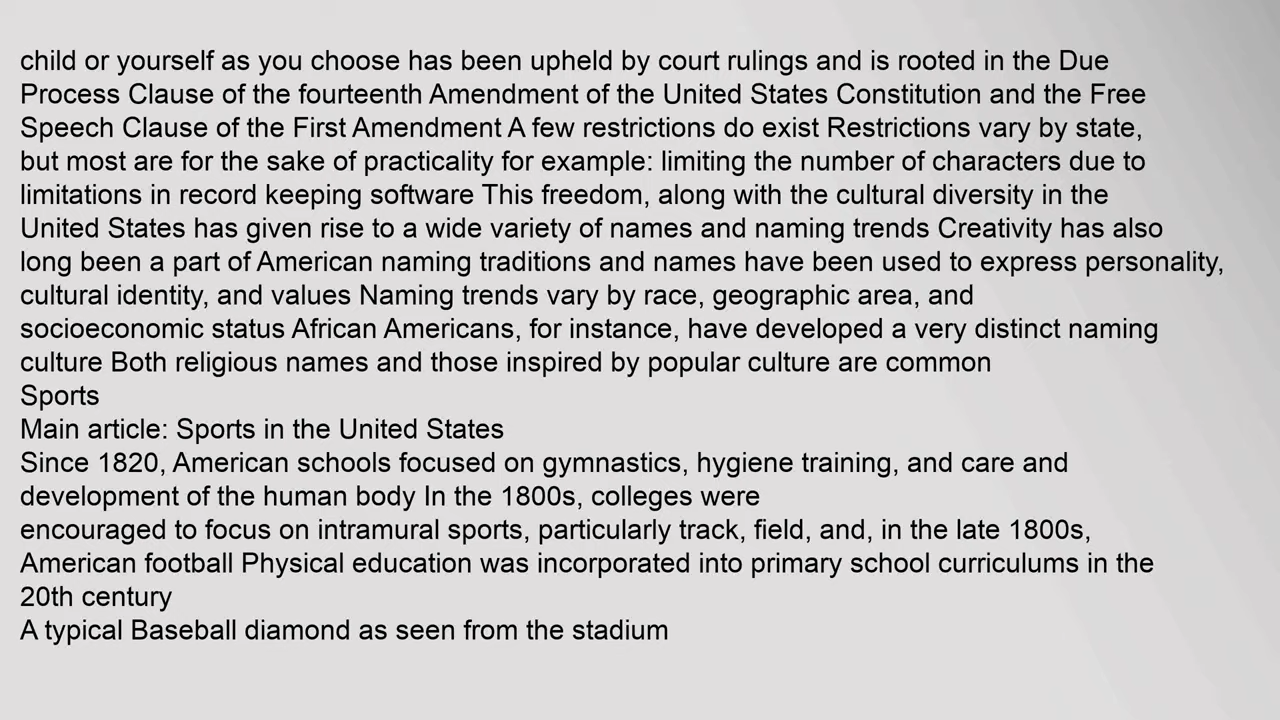 child or yourself as you choose has been upheld by court rulings and is rooted in the Due
Process Clause of the fourteenth Amendment of the United States Constitution and the Free
Speech Clause of the First Amendment A few restrictions do exist Restrictions vary by state,
but most are for the sake of practicality for example: limiting the number of characters due to
limitations in record keeping software This freedom, along with the cultural diversity in the
United States has given rise to a wide variety of names and naming trends Creativity has also
long been a part of American naming traditions and names have been used to express personality,
cultural identity, and values Naming trends vary by race, geographic area, and
socioeconomic status African Americans, for instance, have developed a very distinct naming
culture Both religious names and those inspired by popular culture are common
Sports
Main article: Sports in the United States
Since 1820, American schools focused on gymnastics, hygiene training, and care and
development of the human body In the 1800s, colleges were
encouraged to focus on intramural sports, particularly track, field, and, in the late 1800s,
American football Physical education was incorporated into primary school curriculums in the
20th century
A typical Baseball diamond as seen from the stadium